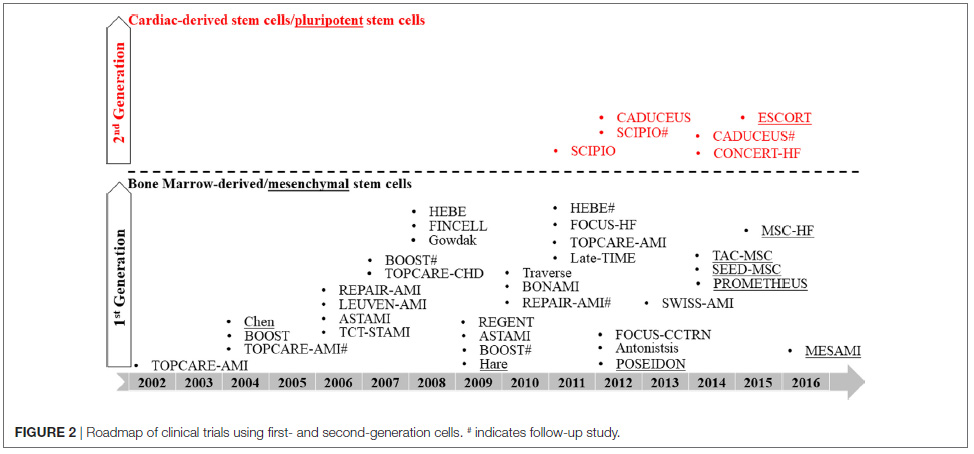 Cardiac-derived stem cells/pluripotent stem cells
2nd Generation
• CADUCEUS
• SCIPIO#
• SCIPIO
• ESCORT
• CADUCEUS#
• CONCERT-HF
Bone Marrow-derived/mesenchymal stem cells
1st Generation
• TOPCARE-AMI
• Chen
• BOOST
• TOPCARE-AMI#
• REPAIR-AMI
• LEUVEN-AMI
• ASTAMI
• TCT-STAMI
• BOOST#
• TOPCARE-CHD
• HEBE
• FINCELL
• Gowdak
• REGENT
• ASTAMI
• BOOST#
• Hare
• Traverse
• BONAMI
• REPAIR-AMI#
• HEBE#
• FOCUS-HF
• TOPCARE-AMI
• Late-TIME
• FOCUS-CCTRN
• Antonistsis
• POSEIDON
• SWISS-AMI
• TAC-MSC
• SEED-MSC
• PROMETHEUS
• MSC-HF
• MESAMI
2002 2003 2004 2005 2006 2007 2008 2009 2010 2011 2012 2013 2014 2015 2016
FIGURE 2 | Roadmap of clinical trials using first- and second-generation cells. # indicates follow-up study.